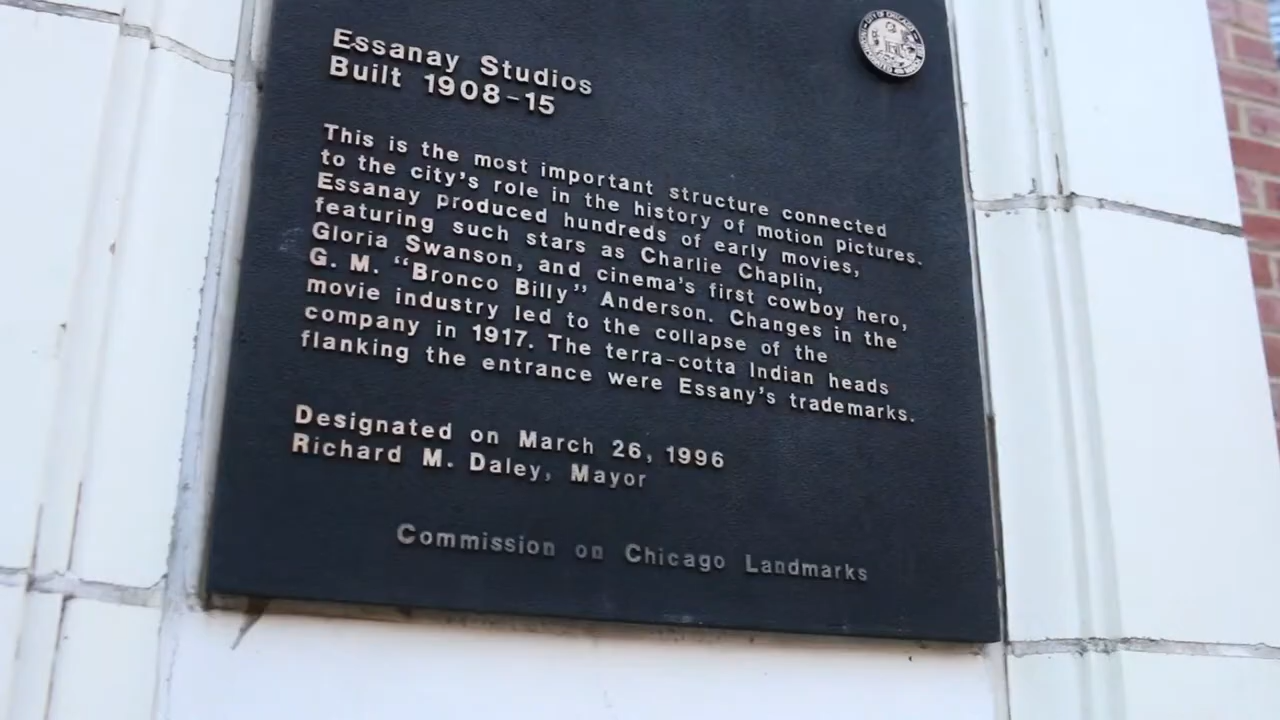 Essanay Studios
Built 1908-15
This is the most important structure connected
to the city's role in the history of motion pictures.
Essanay produced hundreds of early movies,
featuring such stars as Charlie Chaplin,
Gloria Swanson, and cinema's first cowboy hero,
G. M. “Bronco Billy” Anderson. Changes in the
movie industry led to the collapse of the
company in 1917. The terra-cotta Indian heads
flanking the entrance were Essany's trademarks.
Designated on March 26, 1996
Richard M. Daley, Mayor
Commission on Chicago Landmarks